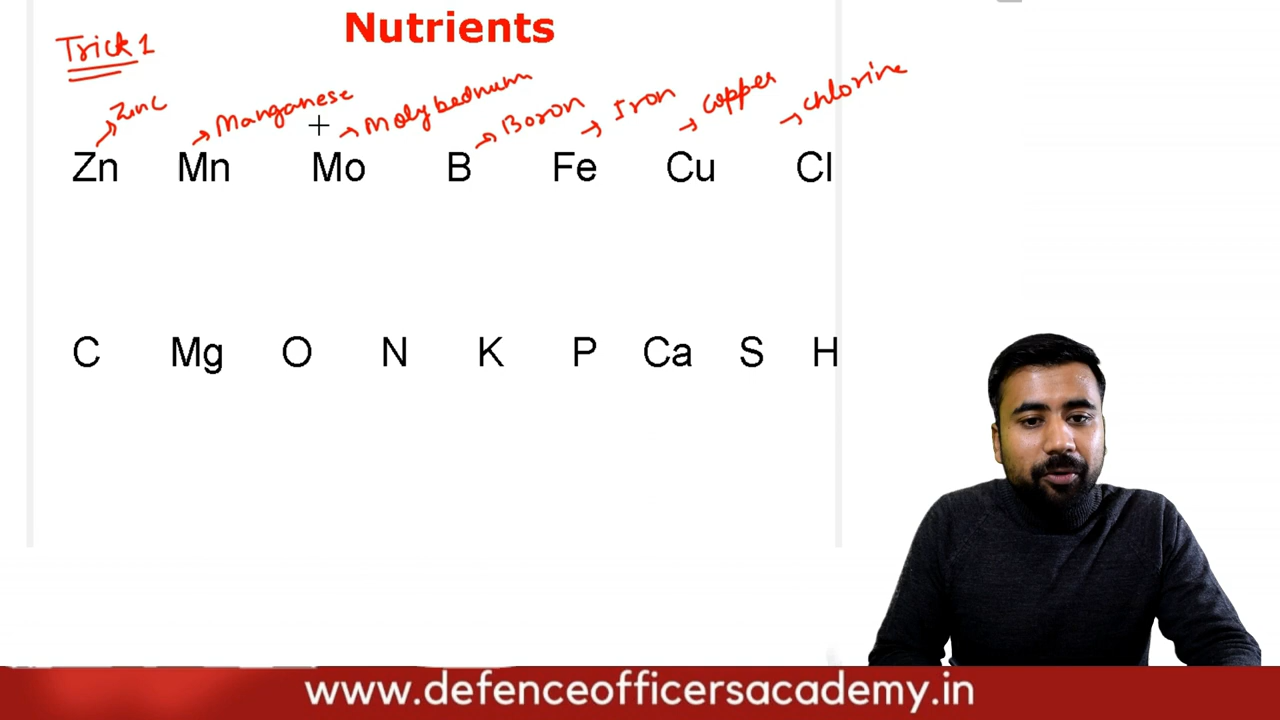 Nutrients
Trick 1
Zinc Manganese Molybednum Boron Iron Copper Chlorine
Zn Mn Mo B Fe Cu Cl
C Mg O N K P Ca S H
www.defenceofficersacademy.in